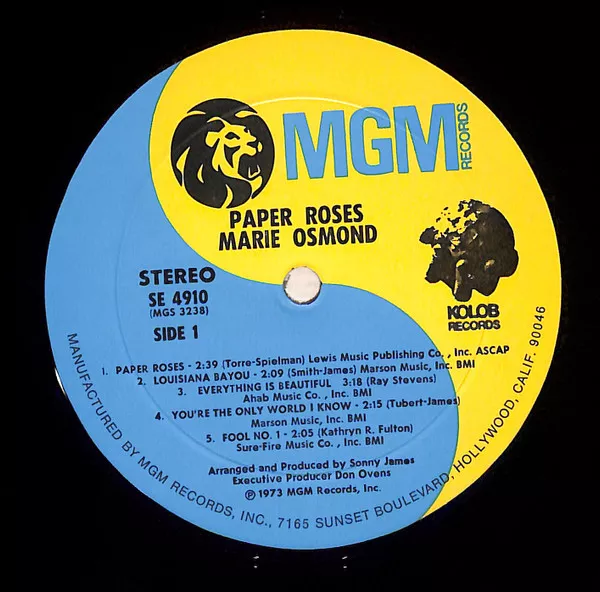 MGM
RECORDS
PAPER ROSES
MARIE OSMOND
KOLOB
RECORDS
STEREO
SE 4910
(MGS 3238)
SIDE 1
1. PAPER ROSES - 2:39 (Torre-Spielman) Lewis Music Publishing Co., Inc. ASCAP
2. LOUISIANA BAYOU - 2:09 (Smith-James) Marson Music, Inc. BMI
3. EVERYTHING IS BEAUTIFUL 3:18 (Ray Stevens)
Ahab Music Co., Inc. BMI
4. YOU'RE THE ONLY WORLD I KNOW - 2:15 (Tubert-James)
Marson Music, Inc. BMI
5. FOOL NO. 1 - 2:05 (Kathryn R. Fulton)
Sure-Fire Music Co., Inc. BMI
Arranged and Produced by Sonny James
Executive Producer Don Ovens
℗ 1973 MGM Records, Inc.
MANUFACTURED BY MGM RECORDS, INC., 7165 SUNSET BOULEVARD, HOLLYWOOD, CALIF. 90046